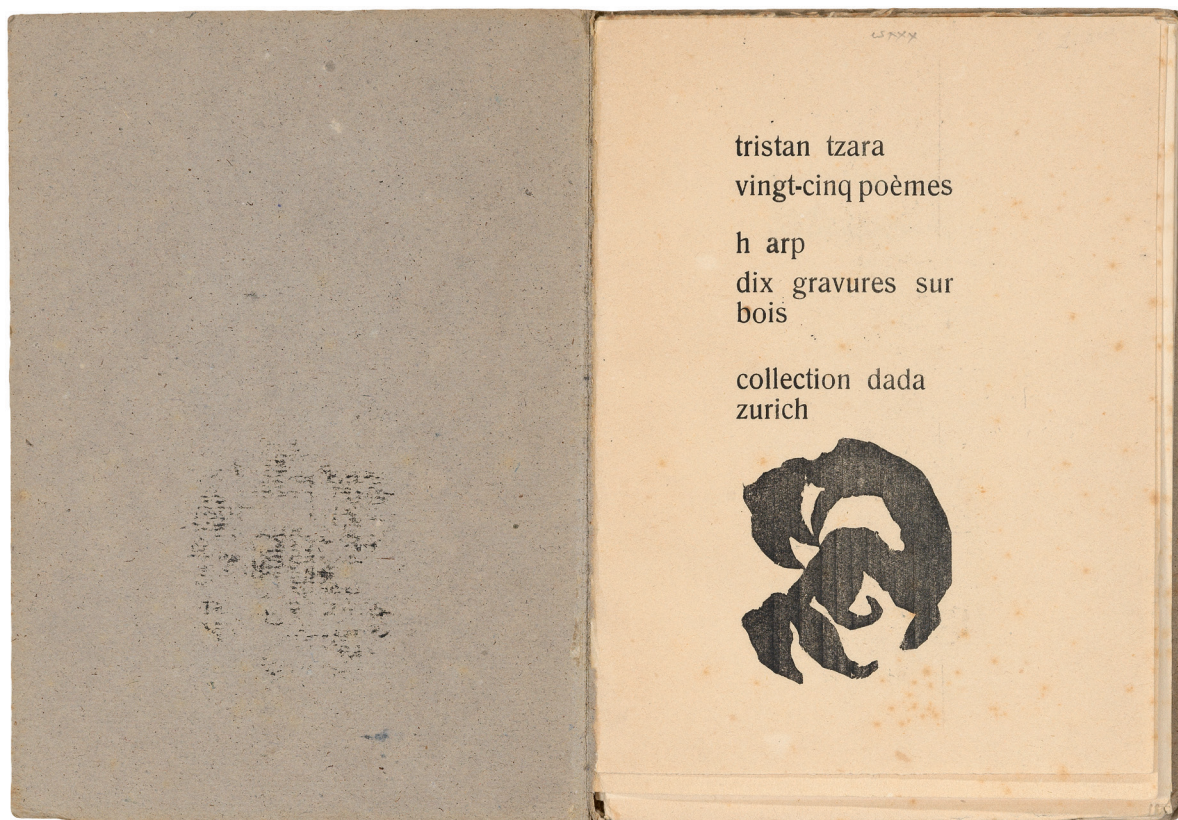 tristan tzara
vingt-cinq poèmes
h arp
dix gravures sur
bois
collection dada
zurich